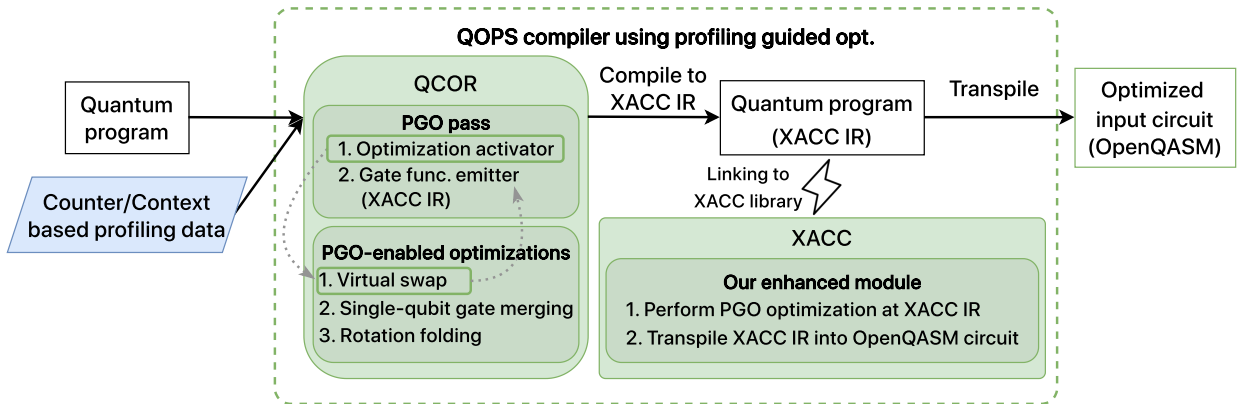 QOPS compiler using profiling guided opt.
Quantum
program
Counter/Context
based profiling data
QCOR
PGO pass
1. Optimization activator
2. Gate func. emitter
(XACC IR)
PGO-enabled optimizations
1. Virtual swap
2. Single-qubit gate merging
3. Rotation folding
Compile to
XACC IR
Quantum program
(XACC IR)
Linking to
XACC library
XACC
Our enhanced module
1. Perform PGO optimization at XACC IR
2. Transpile XACC IR into OpenQASM circuit
Transpile
Optimized
input circuit
(OpenQASM)